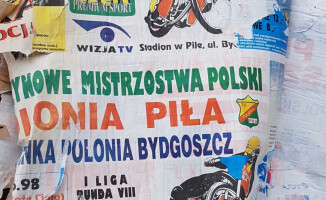 PREMIUM SPORT
WIZJA TV
Stadion w Pile, ul. By
YNOWE MISTRZOSTWA POLSKI
ONIA PIŁA
NKA POLONIA BYDGOSZCZ
.98
I LIGA
RUNDA VIII